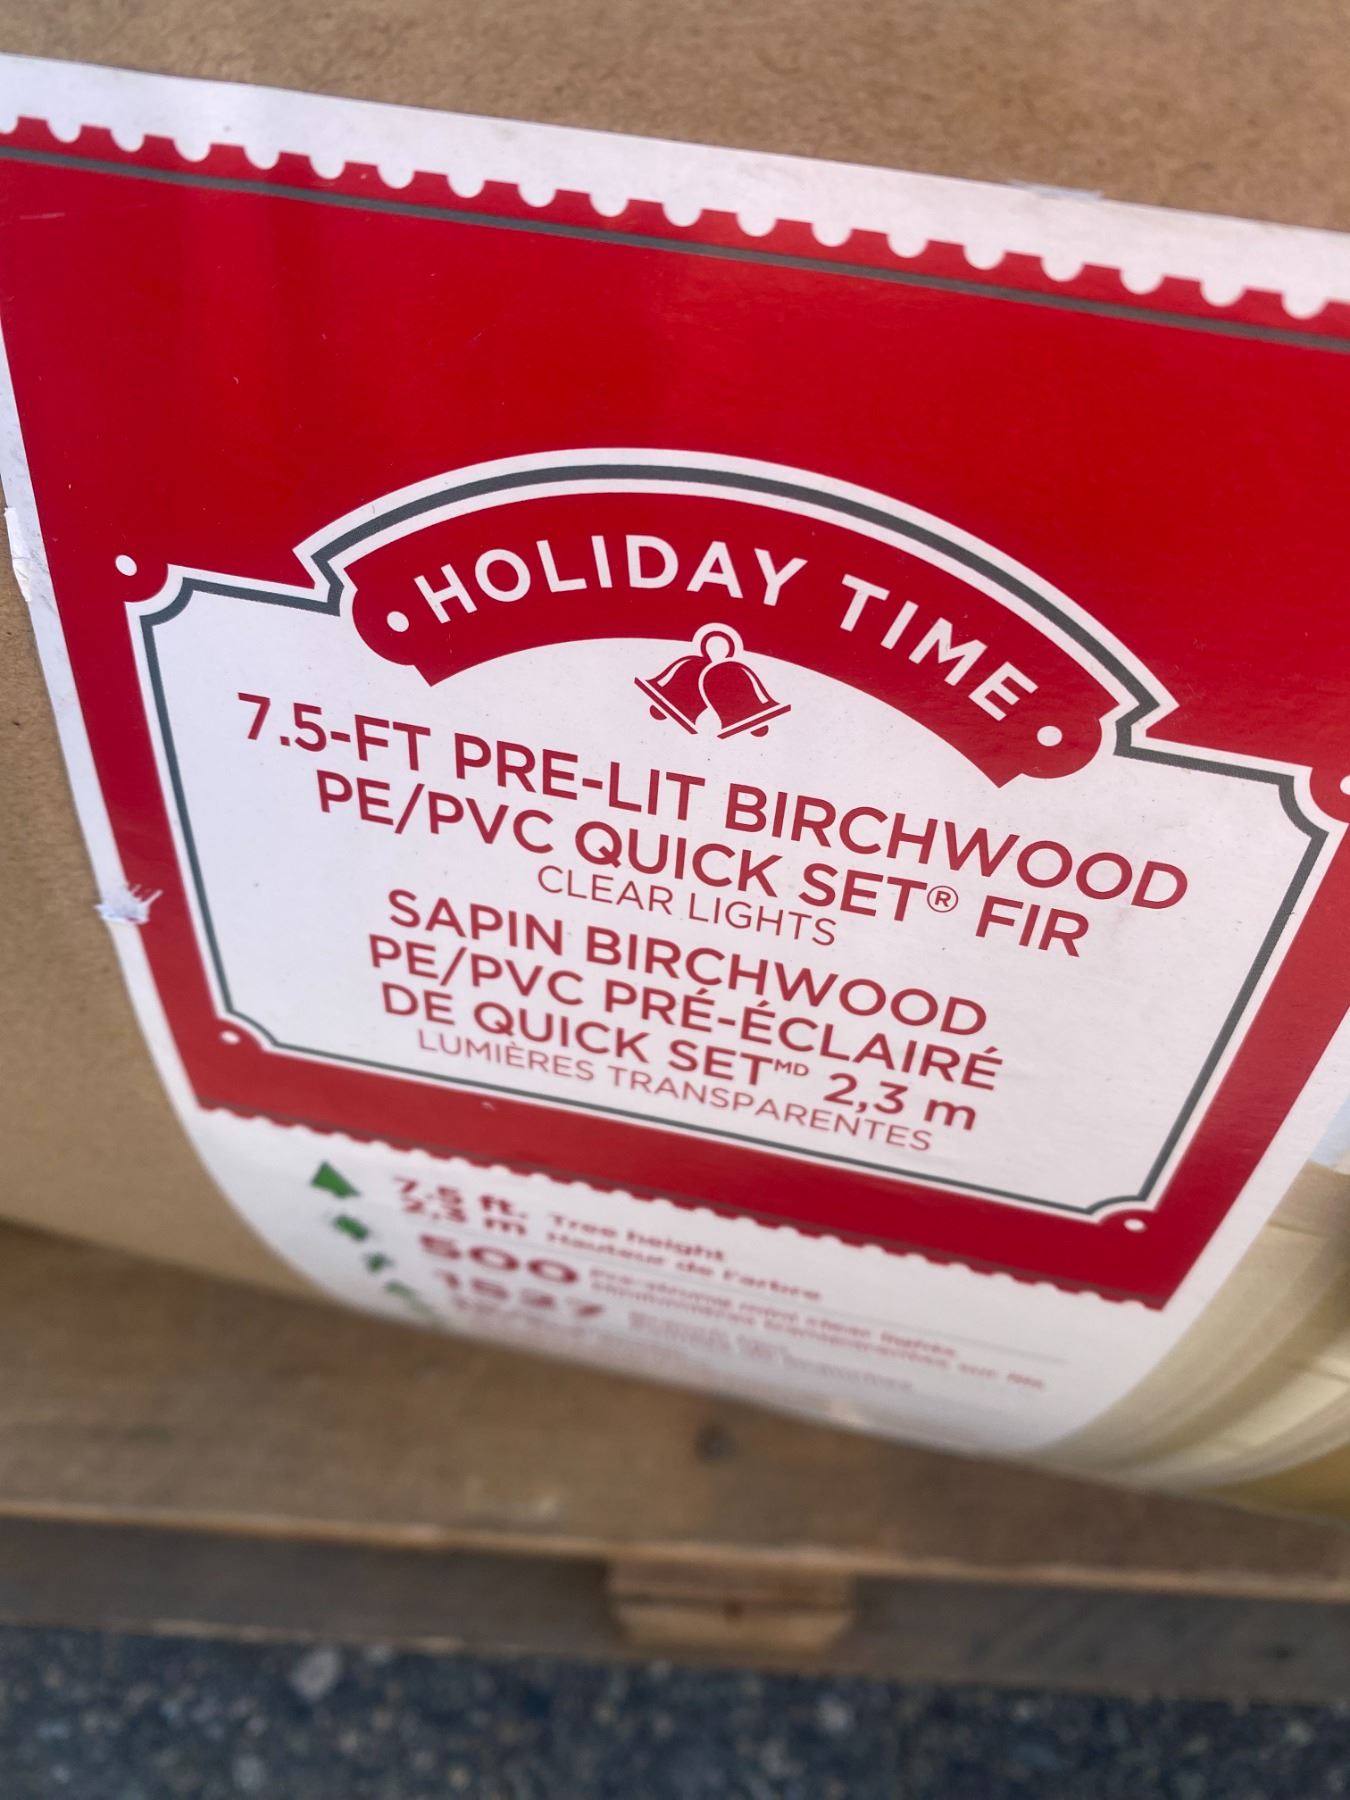 HOLIDAY TIME
7.5-FT PRE-LIT BIRCHWOOD
PE/PVC QUICK SET® FIR
CLEAR LIGHTS
SAPIN BIRCHWOOD
PE/PVC PRÉ-ÉCLAIRÉ
DE QUICK SETᴹᴰ 2,3 m
LUMIÈRES TRANSPARENTES
7.5 ft. Tree height
2,3 m Hauteur de l'arbre
500
1527